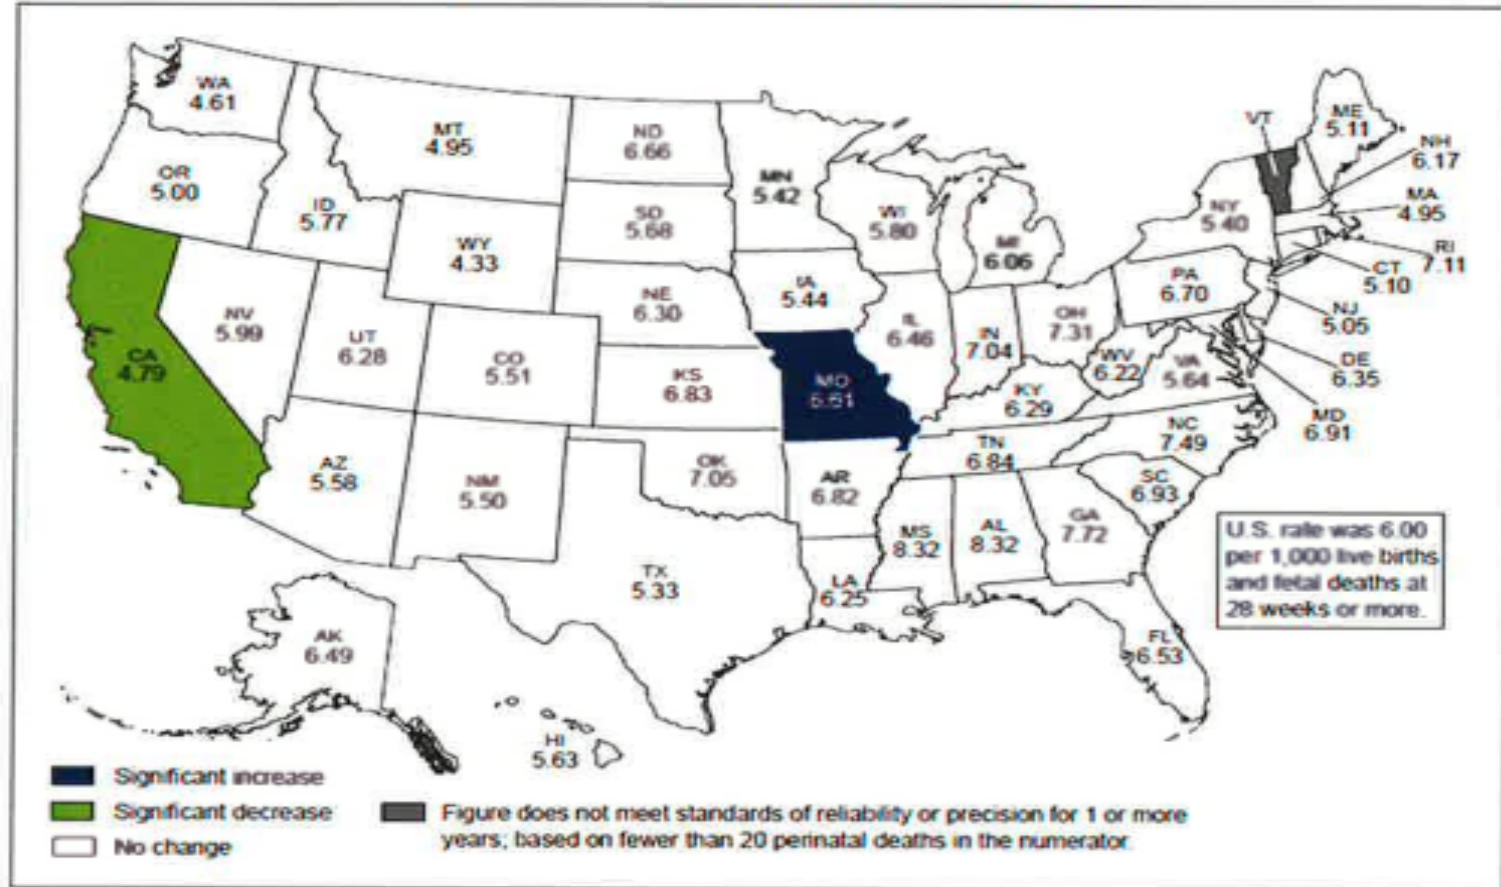 WA
4.61
MT
4.95
ND
6.66
MN
5.42
OR
5.00
ID
5.77
WY
4.33
SD
5.68
WI
5.80
MI
6.06
VT
ME
5.11
NH
6.17
MA
4.95
NY
5.40
RI
7.11
CT
5.10
NJ
5.05
PA
6.70
DE
6.35
MD
6.91
NV
5.99
UT
6.28
CO
5.51
NE
6.30
IA
5.44
IL
6.46
IN
7.04
OH
7.31
WV
6.22
VA
5.64
CA
4.79
KS
6.83
MO
6.61
KY
6.29
NC
7.49
TN
6.84
SC
6.93
AZ
5.58
NM
5.50
OK
7.05
AR
6.82
MS
8.32
AL
8.32
GA
7.72
TX
5.33
LA
6.25
FL
6.53
AK
6.49
HI
5.63
U.S. rate was 6.00
per 1,000 live births
and fetal deaths at
28 weeks or more.
Significant increase
Significant decrease
No change
Figure does not meet standards of reliability or precision for 1 or more
years; based on fewer than 20 perinatal deaths in the numerator.